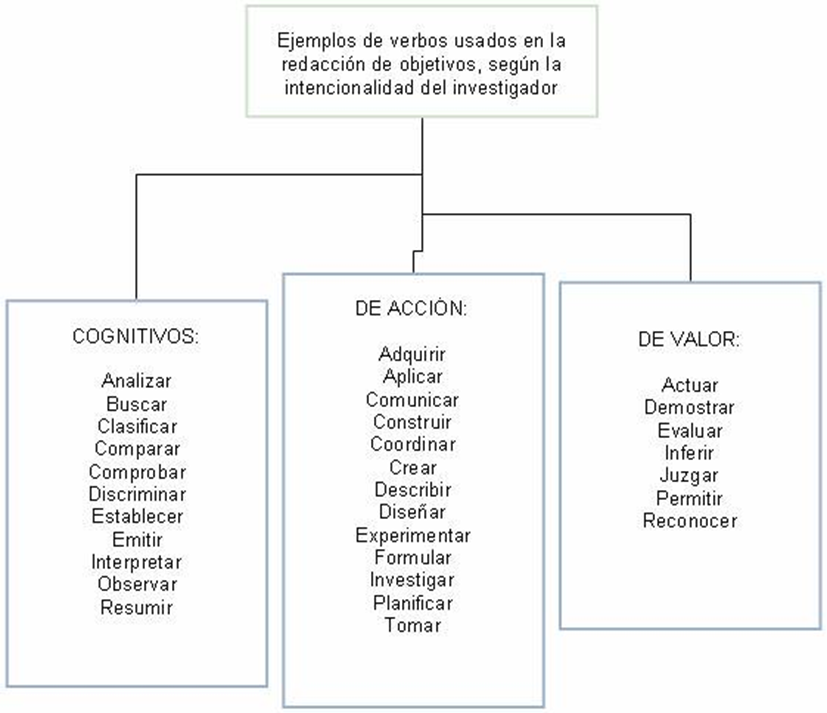 Ejemplos de verbos usados en la
redacción de objetivos, según la
intencionalidad del investigador
COGNITIVOS:
Analizar
Buscar
Clasificar
Comparar
Comprobar
Discriminar
Establecer
Emitir
Interpretar
Observar
Resumir
DE ACCIÓN:
Adquirir
Aplicar
Comunicar
Construir
Coordinar
Crear
Describir
Diseñar
Experimentar
Formular
Investigar
Planificar
Tomar
DE VALOR:
Actuar
Demostrar
Evaluar
Inferir
Juzgar
Permitir
Reconocer